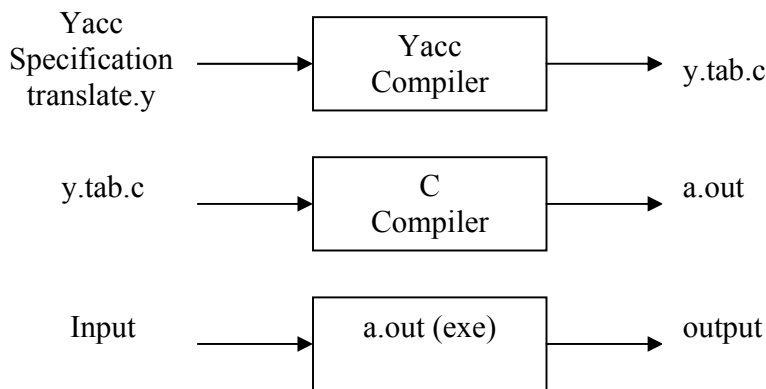 Yacc
Specification
translate.y
Yacc
Compiler
y.tab.c
y.tab.c
C
Compiler
a.out
Input
a.out (exe)
output